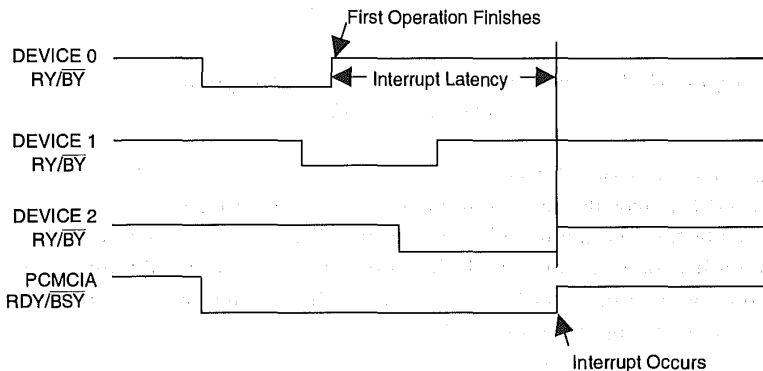 First Operation Finishes
DEVICE 0
RY/BY
Interrupt Latency
DEVICE 1
RY/BY
DEVICE 2
RY/BY
PCMCIA
RDY/BSY
Interrupt Occurs